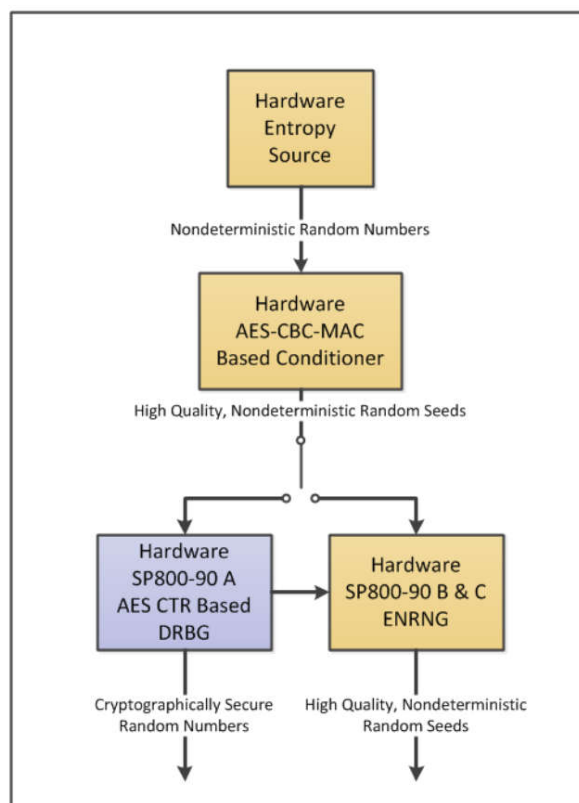 Hardware
Entropy
Source
Nondeterministic Random Numbers
Hardware
AES-CBC-MAC
Based Conditioner
High Quality, Nondeterministic Random Seeds
Hardware
SP800-90 A
AES CTR Based
DRBG
Hardware
SP800-90 B & C
ENRNG
Cryptographically Secure
Random Numbers
High Quality, Nondeterministic
Random Seeds